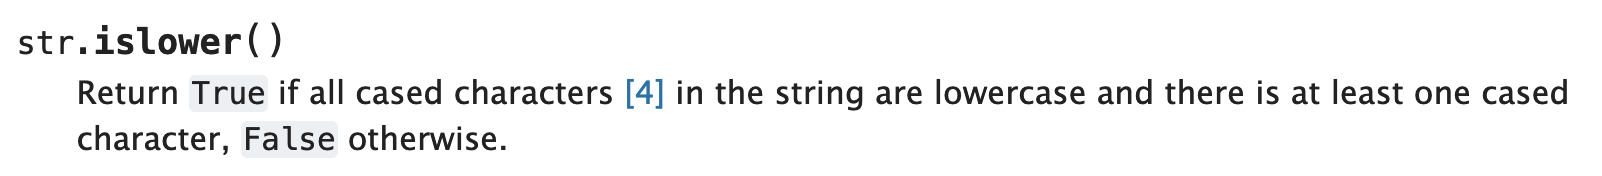 str.islower()
Return True if all cased characters [4] in the string are lowercase and there is at least one cased
character, False otherwise.